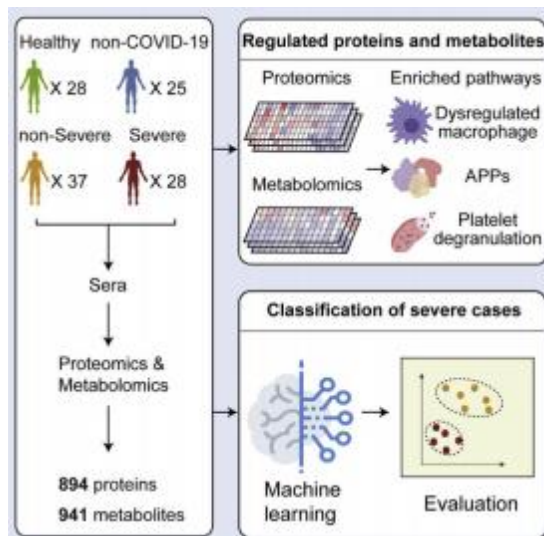 Healthy non-COVID-19
X 28 X 25
non-Severe Severe
X 37 X 28
Sera
Proteomics &
Metabolomics
894 proteins
941 metabolites
Regulated proteins and metabolites
Proteomics Enriched pathways
Dysregulated
macrophage
Metabolomics
APPs
Platelet
degranulation
Classification of severe cases
Machine
learning
Evaluation